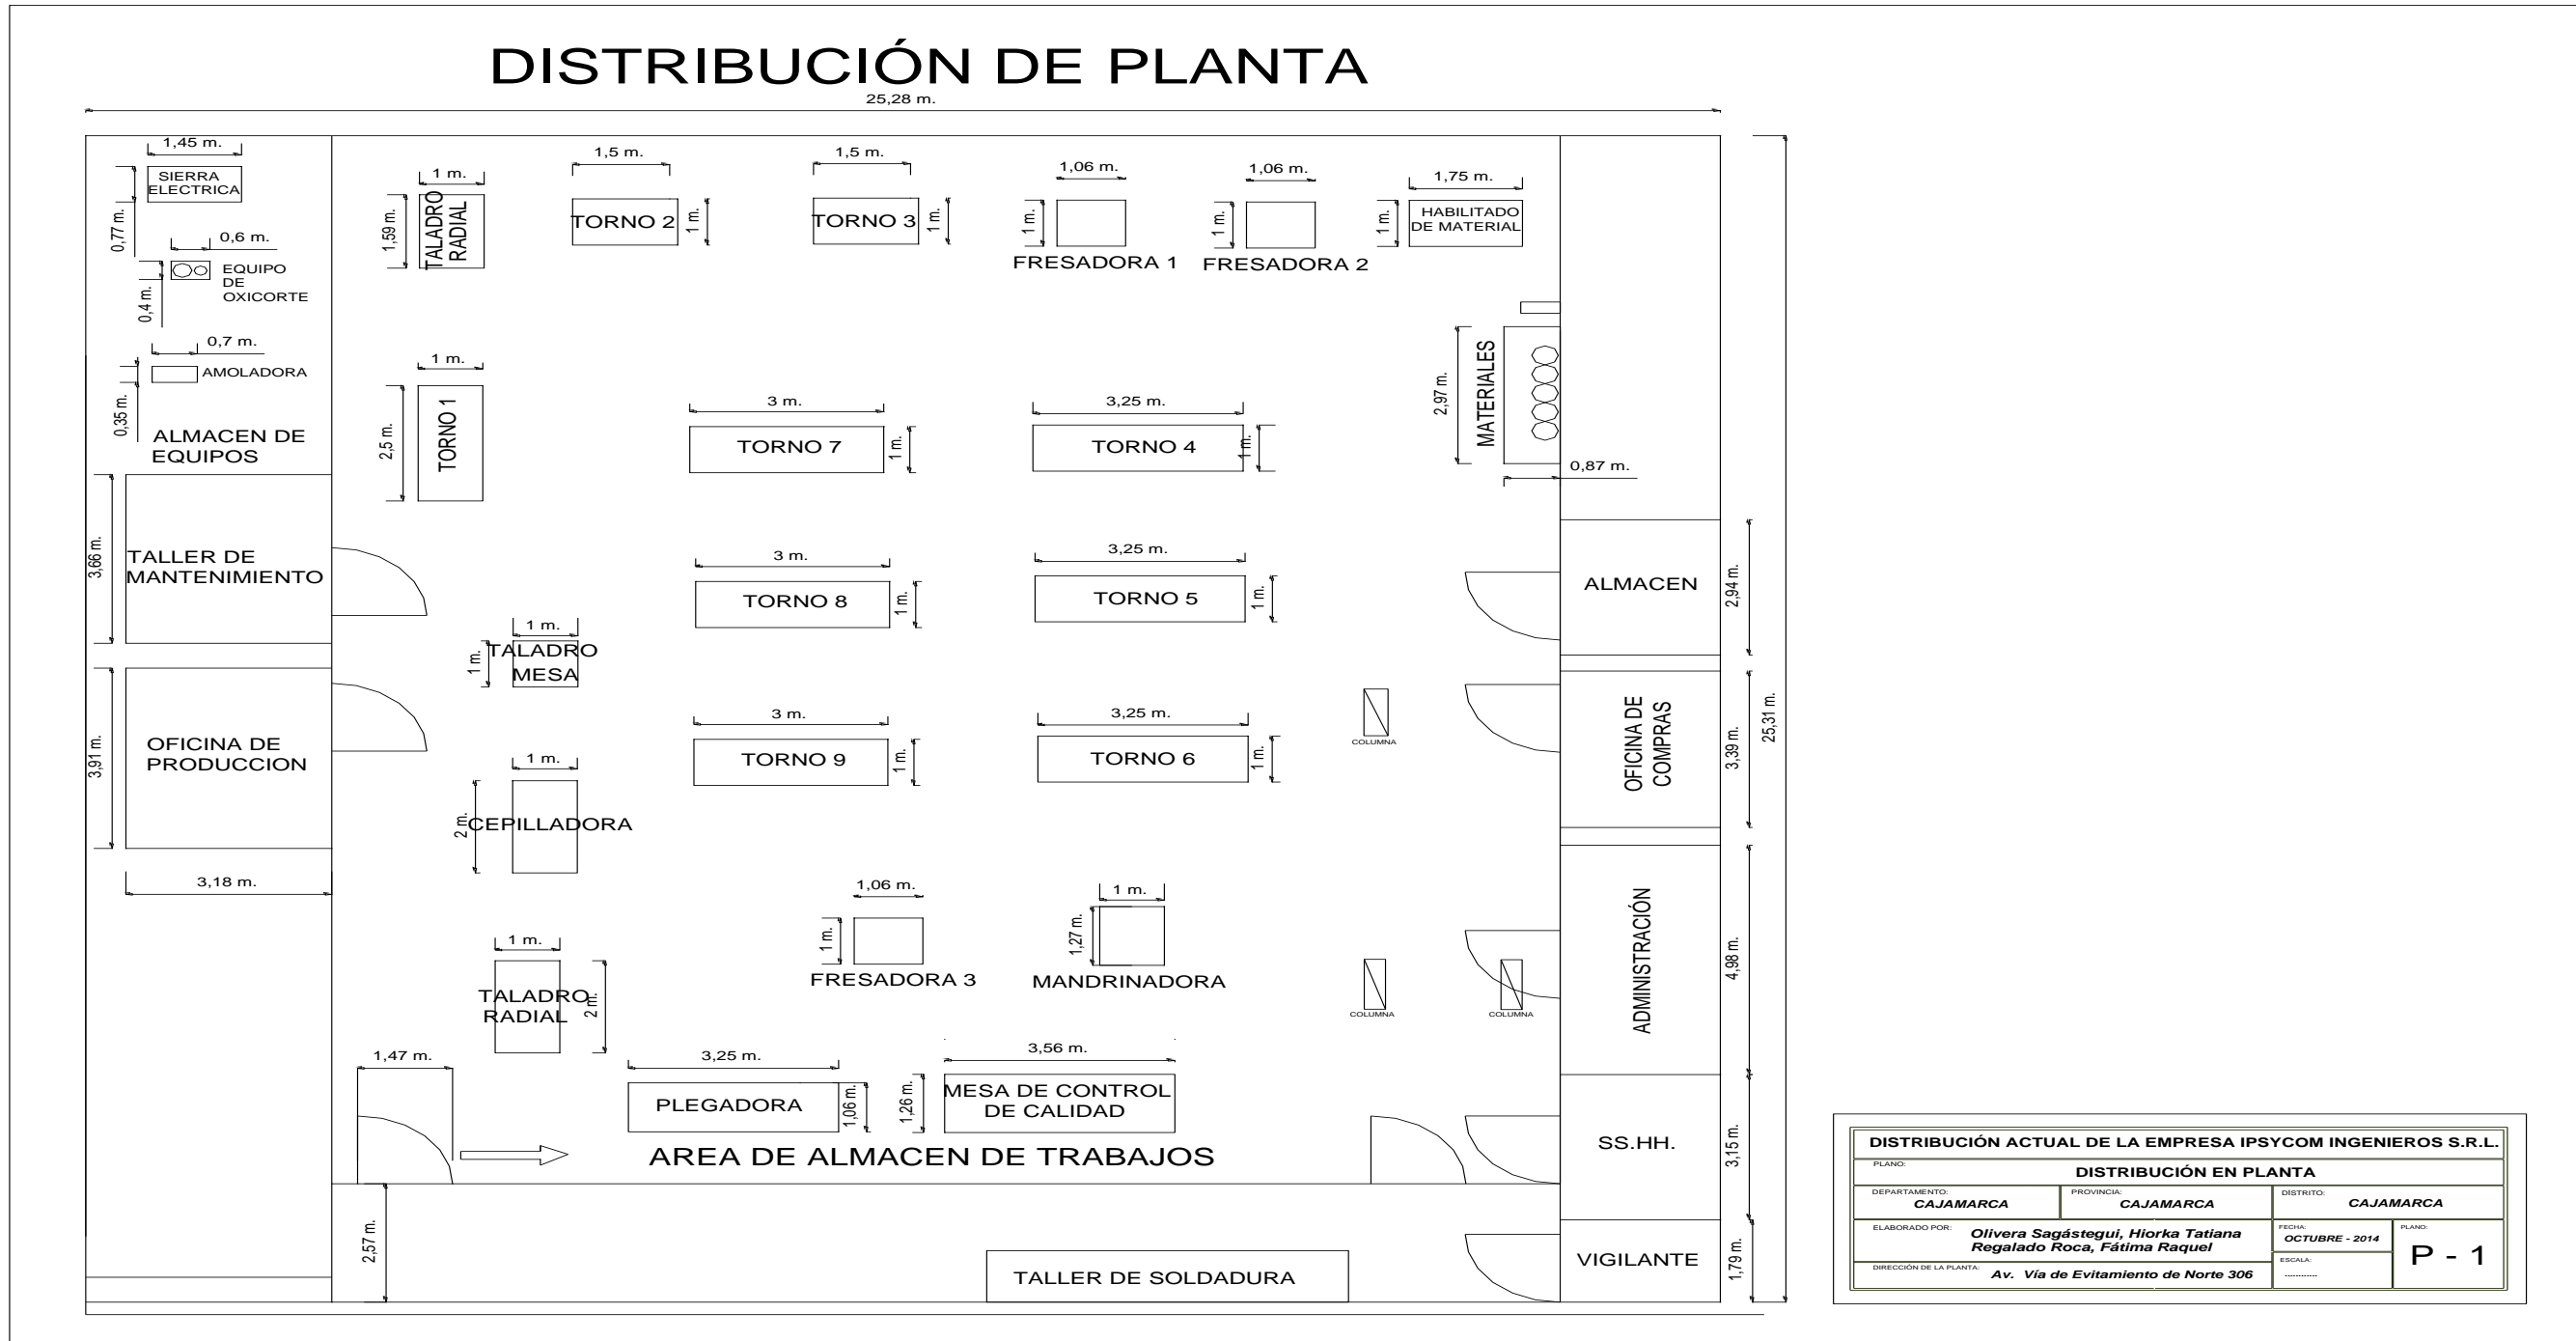 DISTRIBUCIÓN DE PLANTA
25,28 m.
1,45 m.
SIERRA
ELECTRICA
0,77 m.
0,6 m.
EQUIPO
DE
OXICORTE
0,4 m.
0,7 m.
AMOLADORA
0,35 m.
ALMACEN DE
EQUIPOS
1 m.
1,59 m.
TALADRO
RADIAL
1,5 m.
TORNO 2
1 m.
1,5 m.
TORNO 3
1 m.
1,06 m.
1 m.
FRESADORA 1
1,06 m.
1 m.
FRESADORA 2
1,75 m.
1 m.
HABILITADO
DE MATERIAL
1 m.
2,5 m.
TORNO 1
3 m.
TORNO 7
1 m.
3,25 m.
TORNO 4
1 m.
2,97 m.
MATERIALES
0,87 m.
3,66 m.
TALLER DE
MANTENIMIENTO
3 m.
TORNO 8
1 m.
3,25 m.
TORNO 5
1 m.
ALMACEN
2,94 m.
1 m.
1 m.
TALADRO
MESA
3,91 m.
OFICINA DE
PRODUCCION
3,18 m.
3 m.
TORNO 9
1 m.
3,25 m.
TORNO 6
1 m.
COLUMNA
OFICINA DE
COMPRAS
3,39 m.
25,31 m.
1 m.
2 m.
CEPILLADORA
1,06 m.
1 m.
FRESADORA 3
1 m.
1,27 m.
MANDRINADORA
COLUMNA
COLUMNA
ADMINISTRACIÓN
4,98 m.
1 m.
TALADRO
RADIAL
2 m.
1,47 m.
3,25 m.
PLEGADORA
1,06 m.
3,56 m.
1,26 m.
MESA DE CONTROL
DE CALIDAD
AREA DE ALMACEN DE TRABAJOS
SS.HH.
3,15 m.
2,57 m.
TALLER DE SOLDADURA
VIGILANTE
1,79 m.
DISTRIBUCIÓN ACTUAL DE LA EMPRESA IPSYCOM INGENIEROS S.R.L.
PLANO:
DISTRIBUCIÓN EN PLANTA
DEPARTAMENTO:
CAJAMARCA
PROVINCIA:
CAJAMARCA
DISTRITO:
CAJAMARCA
ELABORADO POR:
Olivera Sagástegui, Hiorka Tatiana
Regalado Roca, Fátima Raquel
FECHA:
OCTUBRE - 2014
PLANO:
P - 1
ESCALA:
------------
DIRECCIÓN DE LA PLANTA:
Av. Vía de Evitamiento de Norte 306